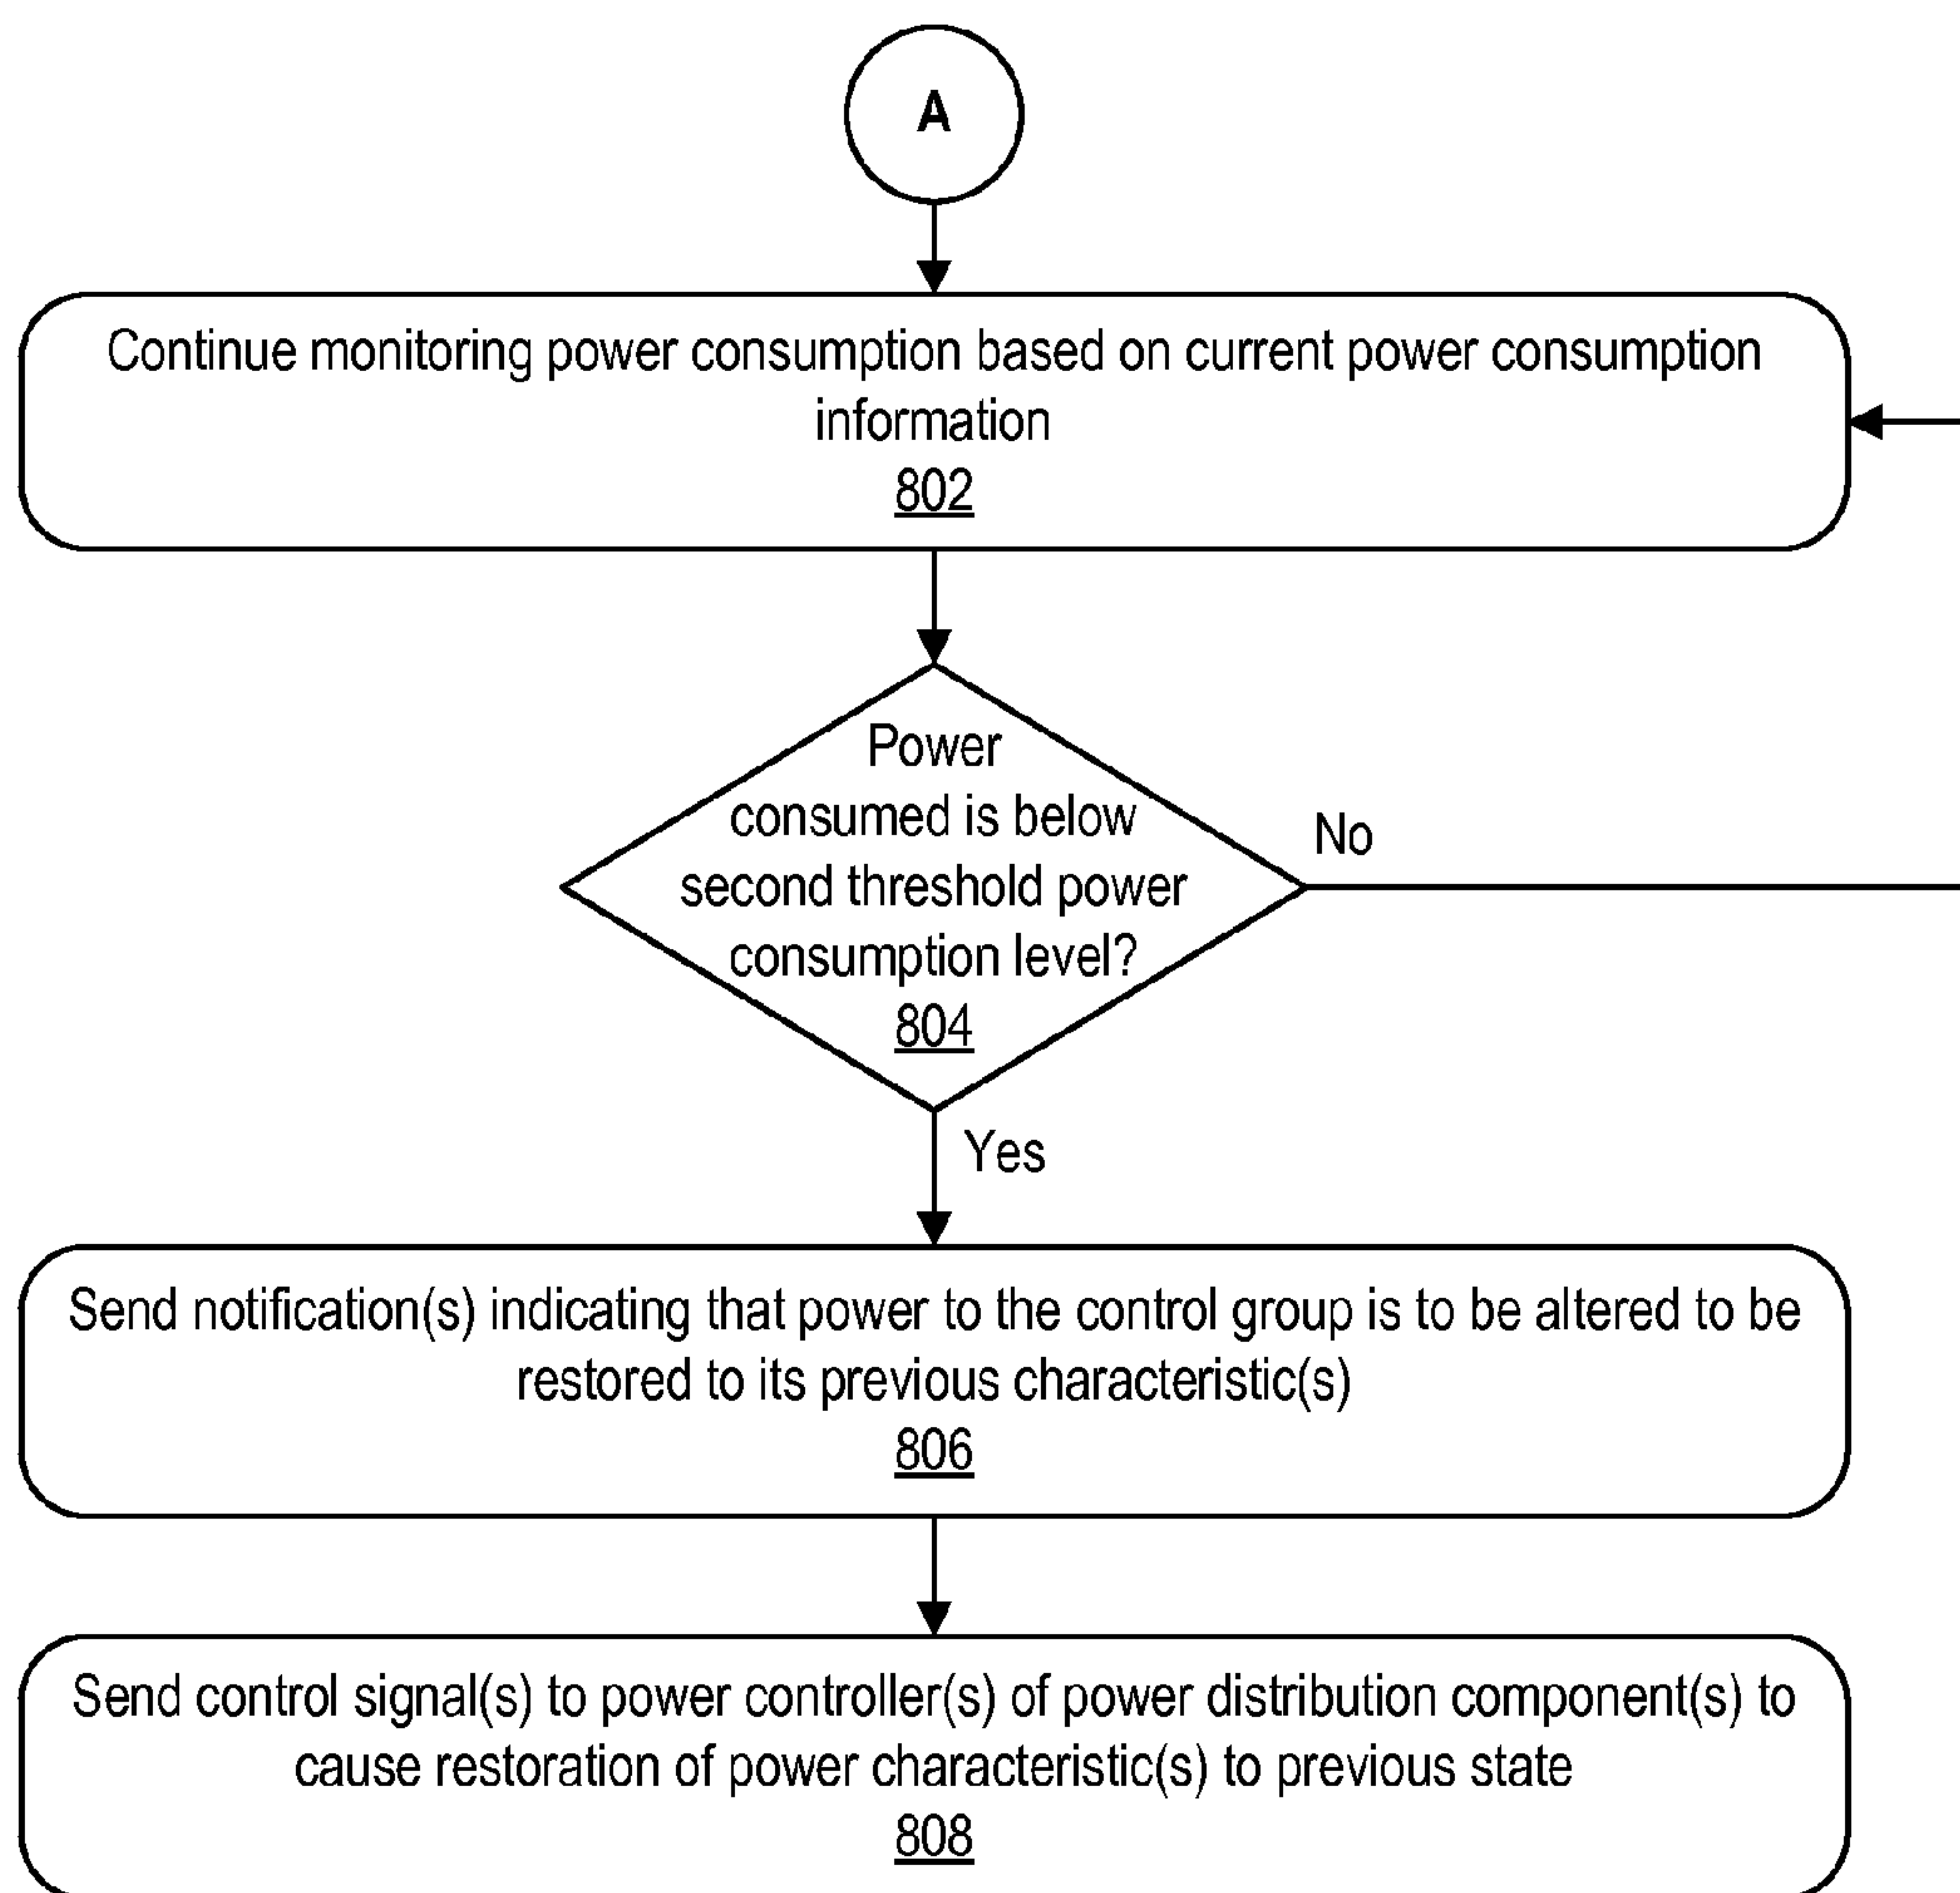 A
Continue monitoring power consumption based on current power consumption
information
802
Power
consumed is below
second threshold power
consumption level?
804
No
Yes
Send notification(s) indicating that power to the control group is to be altered to be
restored to its previous characteristic(s)
806
Send control signal(s) to power controller(s) of power distribution component(s) to
cause restoration of power characteristic(s) to previous state
808